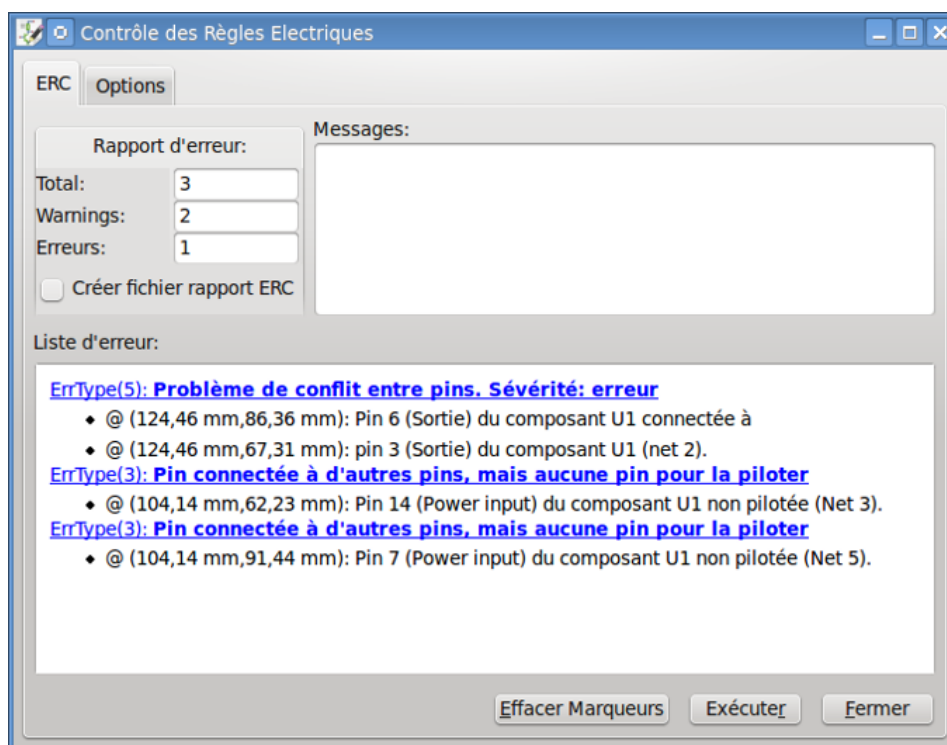 Contrôle des Règles Electriques
ERC
Options
Rapport d'erreur:
Messages:
Total:
3
Warnings:
2
Erreurs:
1
Créer fichier rapport ERC
Liste d'erreur:
ErrType(5): Problème de conflit entre pins. Sévérité: erreur
@ (124,46 mm,86,36 mm): Pin 6 (Sortie) du composant U1 connectée à
@ (124,46 mm,67,31 mm): pin 3 (Sortie) du composant U1 (net 2).
ErrType(3): Pin connectée à d'autres pins, mais aucune pin pour la piloter
@ (104,14 mm,62,23 mm): Pin 14 (Power input) du composant U1 non pilotée (Net 3).
ErrType(3): Pin connectée à d'autres pins, mais aucune pin pour la piloter
@ (104,14 mm,91,44 mm): Pin 7 (Power input) du composant U1 non pilotée (Net 5).
Effacer Marqueurs
Exécuter
Fermer